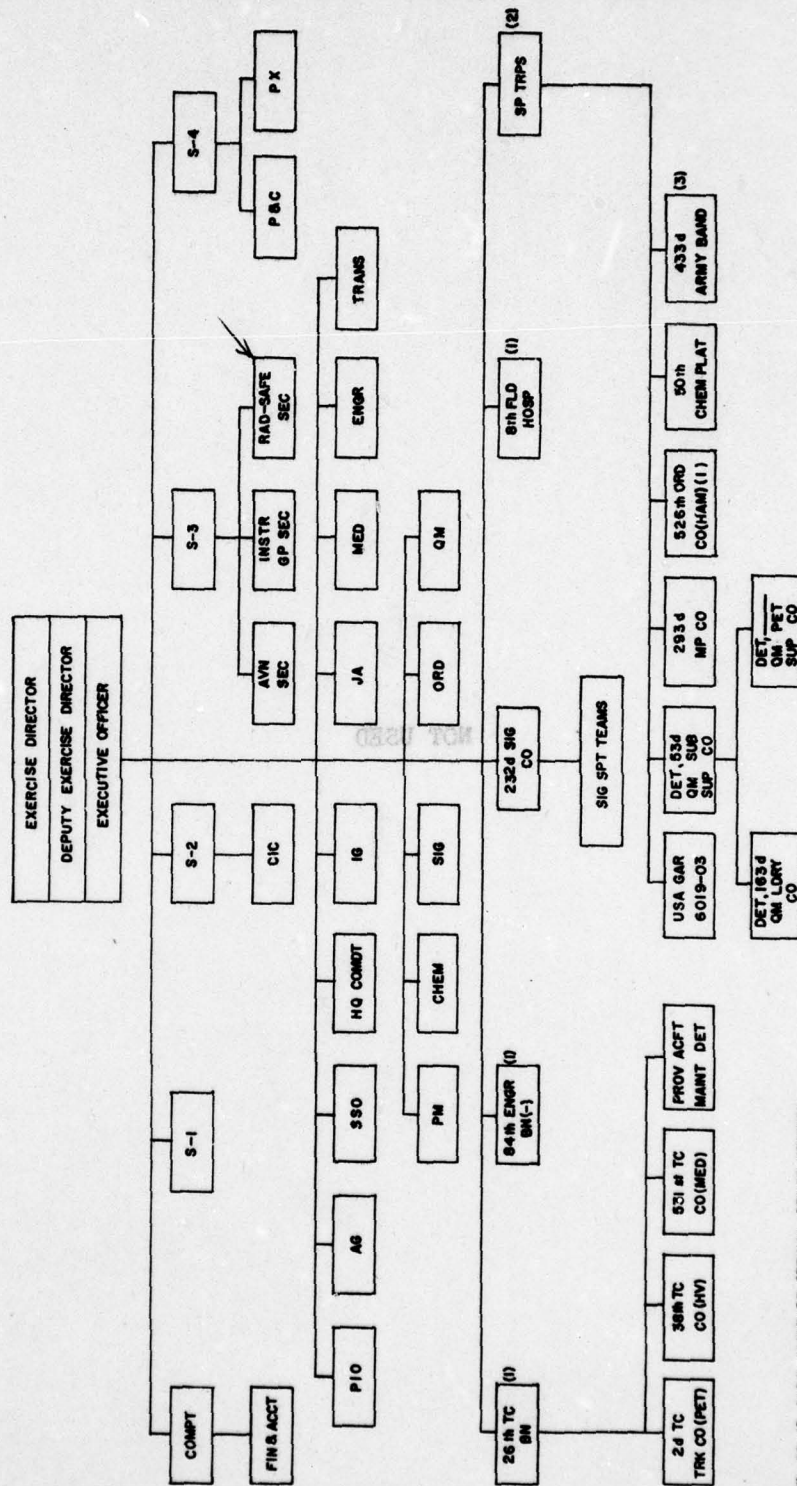 EXERCISE DIRECTOR
DEPUTY EXERCISE DIRECTOR
EXECUTIVE OFFICER
COMPT
S-1
S-2
S-3
S-4
FIN & ACCT
CIC
AVN
SEC
INSTR
GP SEC
RAD-SAFE
SEC
P&C
PX
PIO
AG
SSO
HQ COMDT
IG
JA
MED
ENGR
TRANS
PM
CHEM
SIG
ORD
QM
NOT USED
26th TC
BN
(1)
84th ENGR
BN(-)
(1)
232d SIG
CO
8th FLD
HOSP
(1)
SP TRPS
(2)
SIG SPT TEAMS
2d TC
TRK CO (PET)
38th TC
CO (HV)
531st TC
CO (MED)
PROV ACFT
MAINT DET
USA GAR
6019-03
DET, 53d
QM SUB
SUP CO
293d
MP CO
526th ORD
CO(HAM)(1)
50th
CHEM PLAT
433d
ARMY BAND
(3)
DET, 163d
QM LDRY
CO
DET,
QM PET
SUP CO